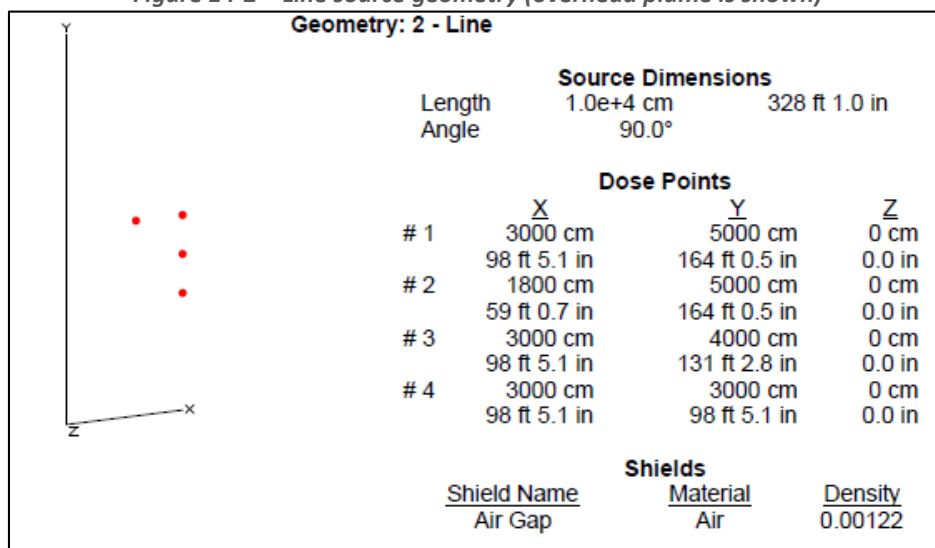 Figure 14-2 – Line source geometry (overhead plume is shown)
Geometry: 2 - Line
Y
Source Dimensions
Length 1.0e+4 cm 328 ft 1.0 in
Angle 90.0°
Dose Points
X Y Z
# 1 3000 cm 5000 cm 0 cm
98 ft 5.1 in 164 ft 0.5 in 0.0 in
# 2 1800 cm 5000 cm 0 cm
59 ft 0.7 in 164 ft 0.5 in 0.0 in
# 3 3000 cm 4000 cm 0 cm
98 ft 5.1 in 131 ft 2.8 in 0.0 in
# 4 3000 cm 3000 cm 0 cm
98 ft 5.1 in 98 ft 5.1 in 0.0 in
X
Z
Shields
Shield Name Material Density
Air Gap Air 0.00122